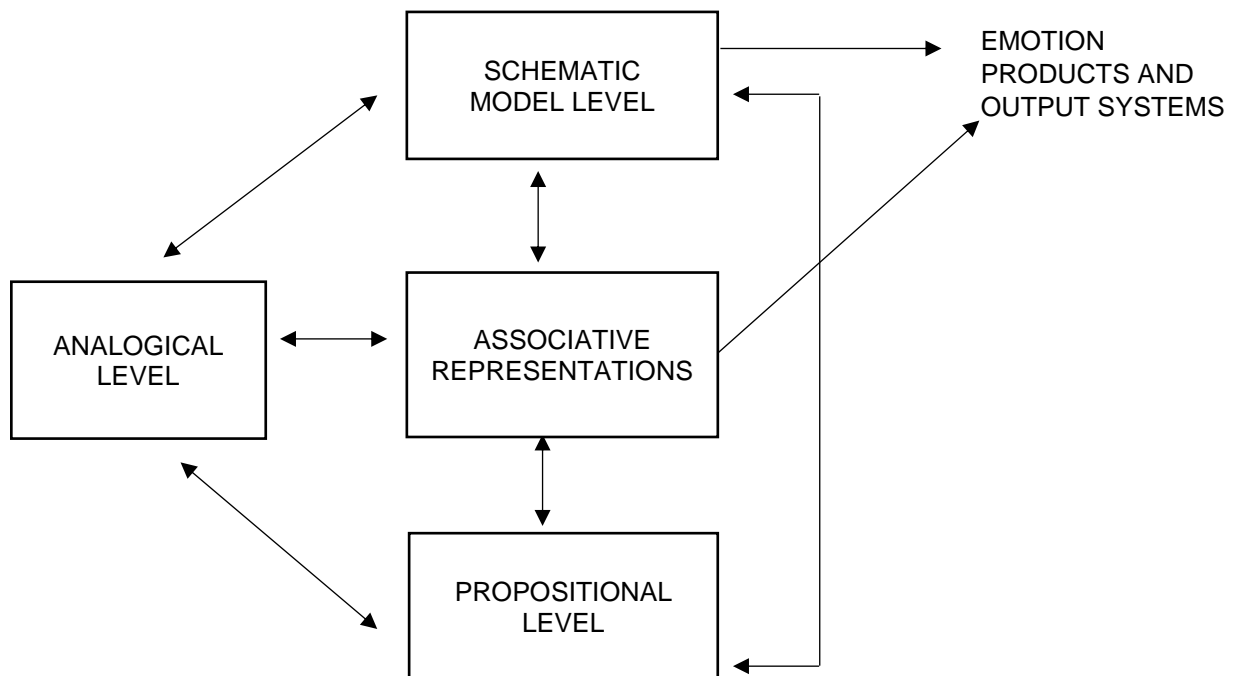 SCHEMATIC
MODEL LEVEL
EMOTION
PRODUCTS AND
OUTPUT SYSTEMS
ANALOGICAL
LEVEL
ASSOCIATIVE
REPRESENTATIONS
PROPOSITIONAL
LEVEL